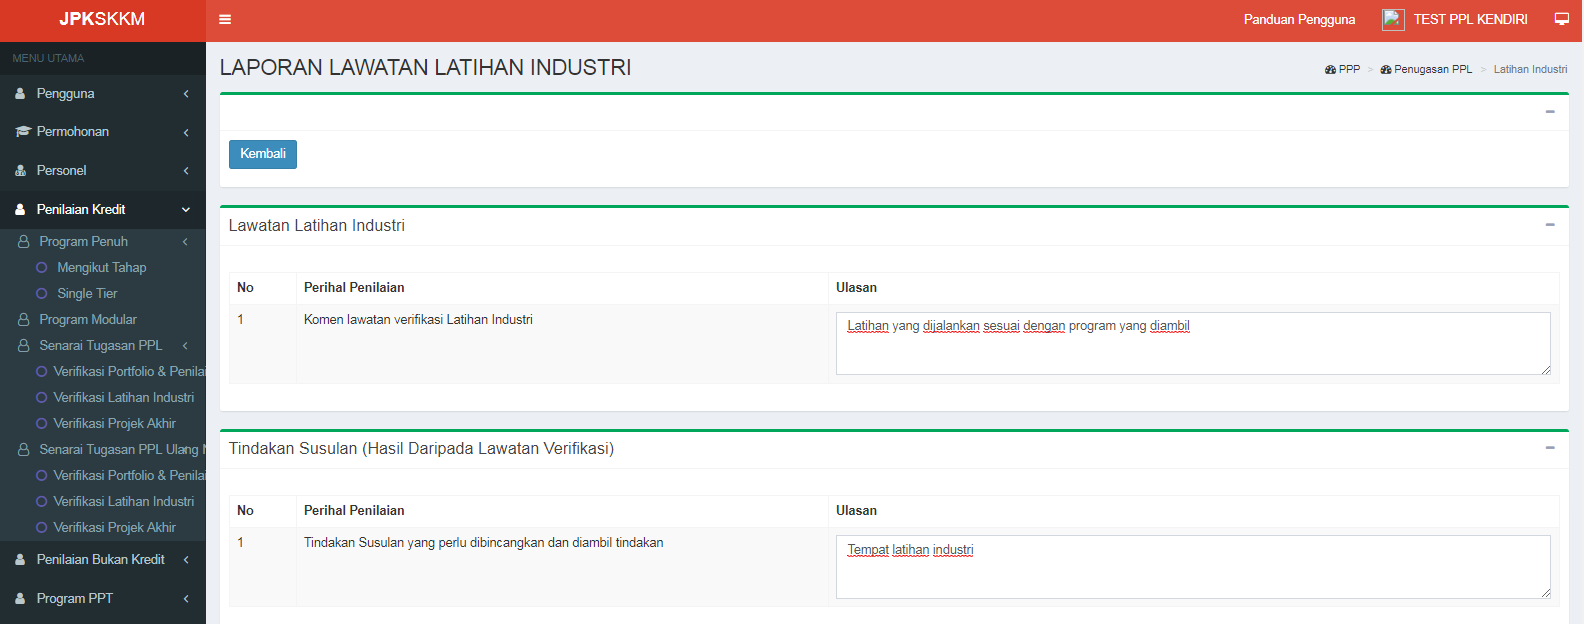 JPKSKKM
Panduan Pengguna
TEST PPL KENDIRI
MENU UTAMA
Pengguna
Permohonan
Personel
Penilaian Kredit
Program Penuh
Mengikut Tahap
Single Tier
Program Modular
Senarai Tugasan PPL
Verifikasi Portfolio & Penilai
Verifikasi Latihan Industri
Verifikasi Projek Akhir
Senarai Tugasan PPL Ulang
Verifikasi Portfolio & Penilai
Verifikasi Latihan Industri
Verifikasi Projek Akhir
Penilaian Bukan Kredit
Program PPT
LAPORAN LAWATAN LATIHAN INDUSTRI
PPP > Penugasan PPL > Latihan Industri
Kembali
Lawatan Latihan Industri
No Perihal Penilaian Ulasan
1 Komen lawatan verifikasi Latihan Industri Latihan yang dijalankan sesuai dengan program yang diambil
Tindakan Susulan (Hasil Daripada Lawatan Verifikasi)
No Perihal Penilaian Ulasan
1 Tindakan Susulan yang perlu dibincangkan dan diambil tindakan Tempat latihan industri